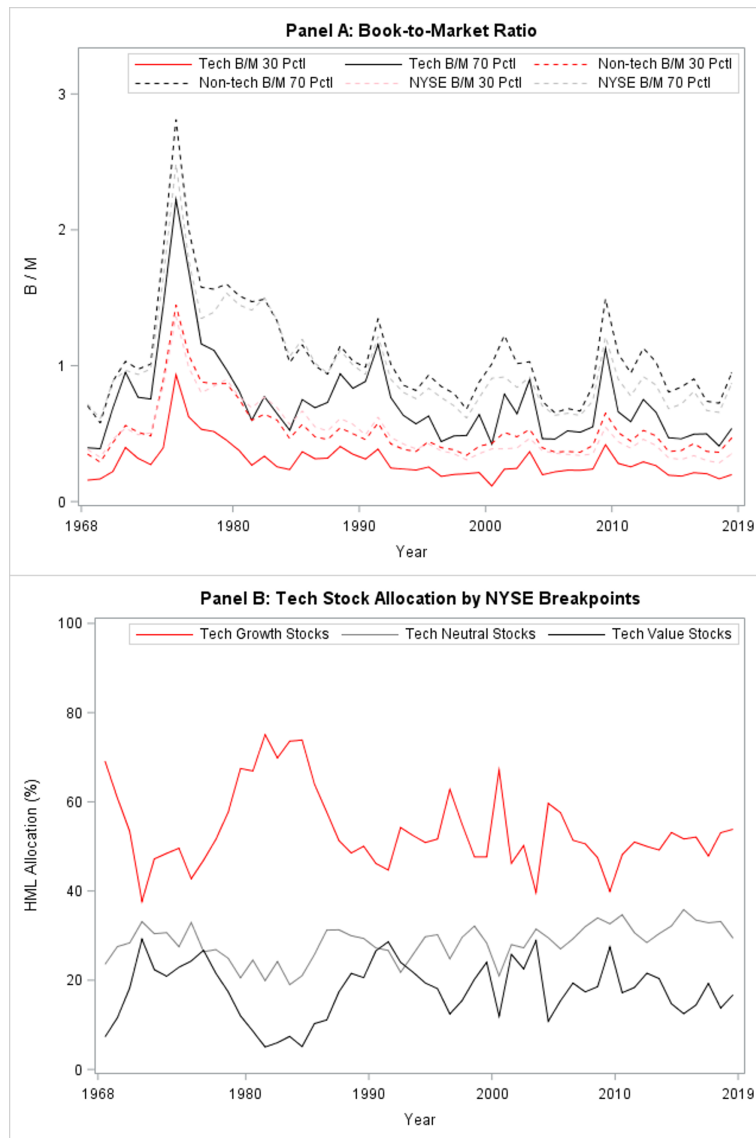 Panel A: Book-to-Market Ratio
Tech B/M 30 Pctl Tech B/M 70 Pctl Non-tech B/M 30 Pctl
Non-tech B/M 70 Pctl NYSE B/M 30 Pctl NYSE B/M 70 Pctl
3
2
1
0
B / M
1968 1980 1990 2000 2010 2019
Year
Panel B: Tech Stock Allocation by NYSE Breakpoints
Tech Growth Stocks Tech Neutral Stocks Tech Value Stocks
100
80
60
40
20
0
HML Allocation (%)
1968 1980 1990 2000 2010 2019
Year